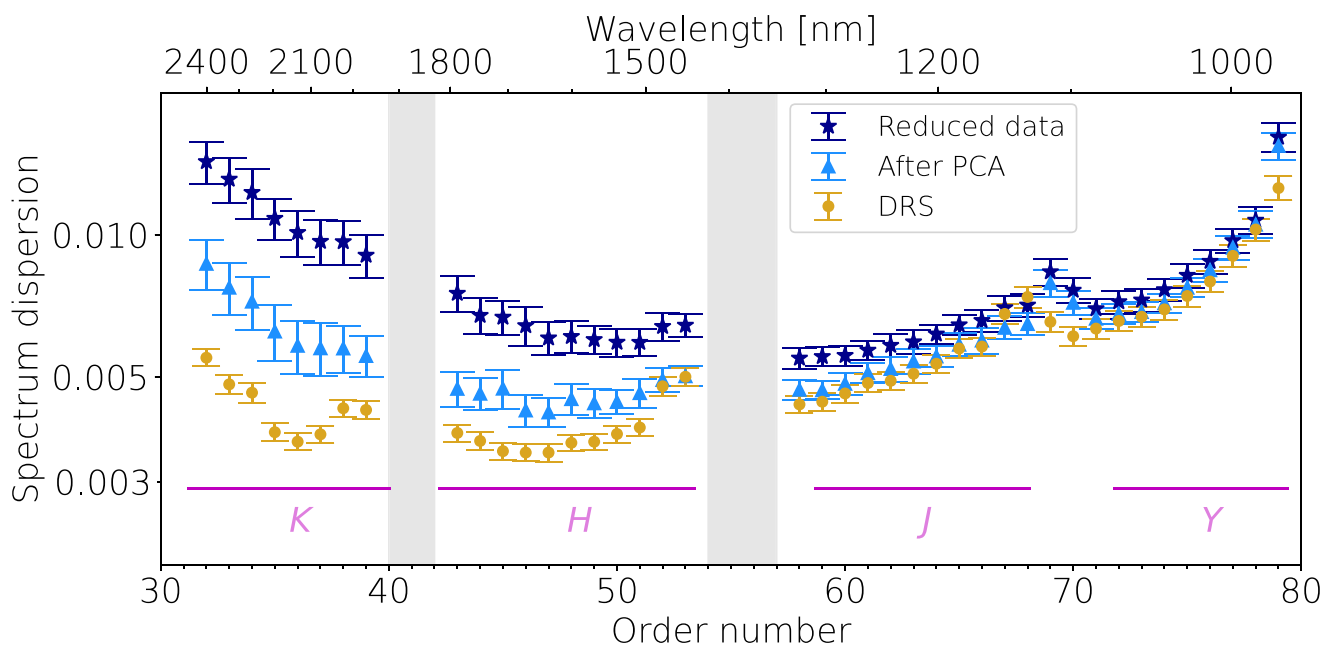 Wavelength [nm]
2400 2100 1800 1500 1200 1000
Reduced data
After PCA
DRS
Spectrum dispersion
0.010
0.005
0.003
K H J Y
30 40 50 60 70 80
Order number